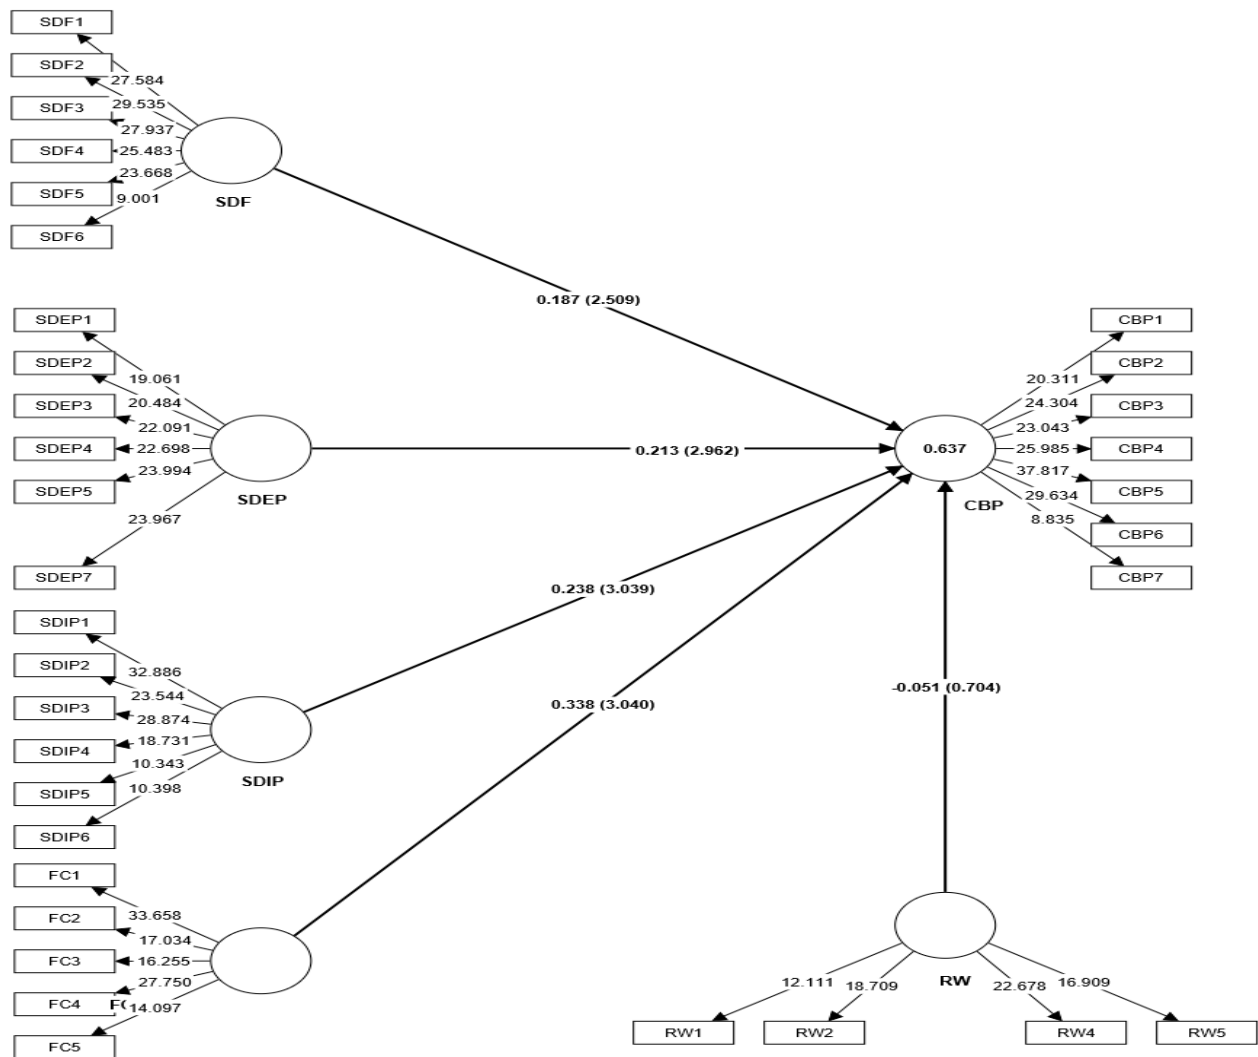 SDF1
SDF2
SDF3
SDF4
SDF5
SDF6
27.584
29.535
27.937
25.483
23.668
9.001
SDF
0.187 (2.509)
SDEP1
SDEP2
SDEP3
SDEP4
SDEP5
SDEP7
19.061
20.484
22.091
22.698
23.994
23.967
SDEP
0.213 (2.962)
CBP1
CBP2
CBP3
CBP4
CBP5
CBP6
CBP7
20.311
24.304
23.043
25.985
37.817
29.634
8.835
0.637
CBP
SDIP1
SDIP2
SDIP3
SDIP4
SDIP5
SDIP6
32.886
23.544
28.874
18.731
10.343
10.398
SDIP
0.238 (3.039)
0.338 (3.040)
-0.051 (0.704)
FC1
FC2
FC3
FC4
FC5
33.658
17.034
16.255
27.750
14.097
RW
12.111
18.709
22.678
16.909
RW1
RW2
RW4
RW5